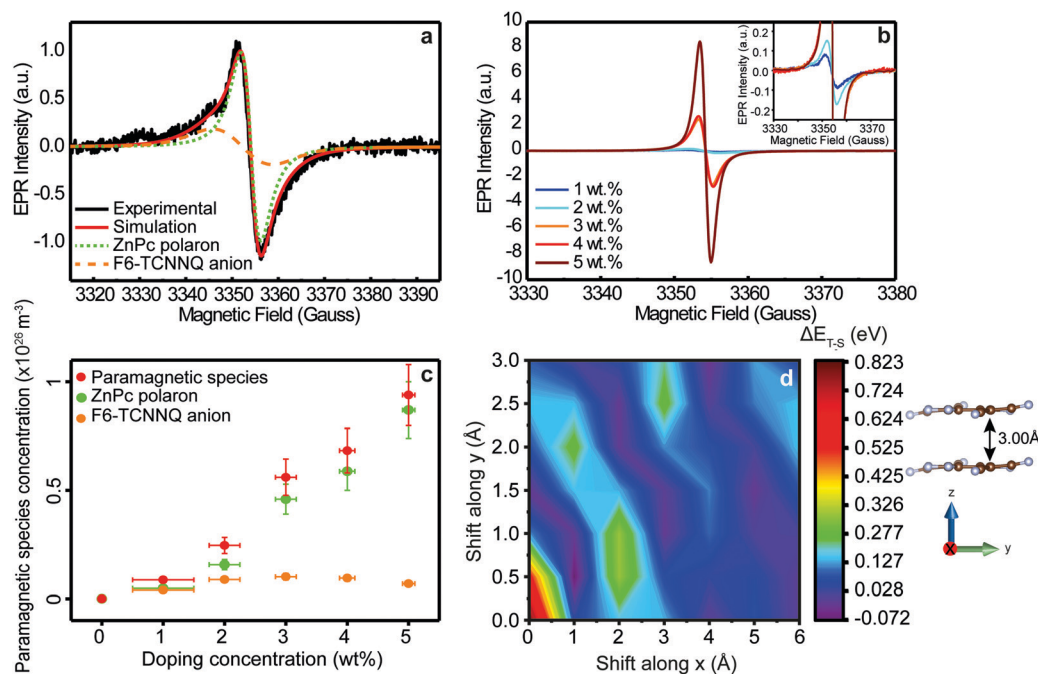 a
EPR Intensity (a.u.)
1.0
0.5
0.0
-0.5
-1.0
Experimental
Simulation
ZnPc polaron
F6-TCNNQ anion
3320 3330 3340 3350 3360 3370 3380 3390
Magnetic Field (Gauss)
b
EPR Intensity (a.u.)
10
8
6
4
2
0
-2
-4
-6
-8
-10
1 wt.%
2 wt.%
3 wt.%
4 wt.%
5 wt.%
3330 3340 3350 3360 3370 3380
Magnetic Field (Gauss)
EPR Intensity (a.u.)
0.2
0.1
0.0
-0.1
-0.2
3330 3355 3380
Magnetic Field (Gauss)
c
Paramagnetic species concentration (x10²⁶ m⁻³)
1
0.5
0
Paramagnetic species
ZnPc polaron
F6-TCNNQ anion
0 1 2 3 4 5
Doping concentration (wt%)
d
Shift along y (Å)
3.0
2.5
2.0
1.5
1.0
0.5
0.0
0 1 2 3 4 5 6
Shift along x (Å)
ΔE_T-S (eV)
0.823
0.724
0.624
0.525
0.425
0.326
0.277
0.127
0.028
-0.072
3.00Å
z
X
y